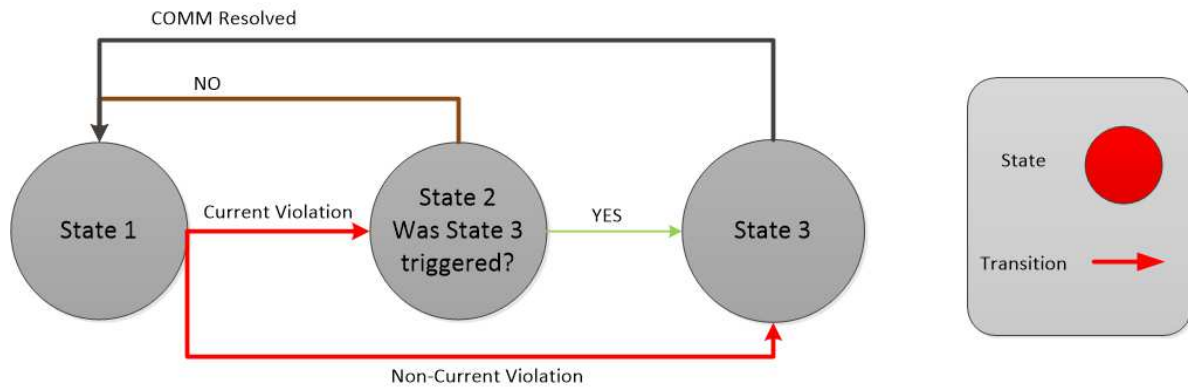 COMM Resolved
NO
State 1
Current Violation
State 2
Was State 3
triggered?
YES
State 3
Non-Current Violation
State
Transition